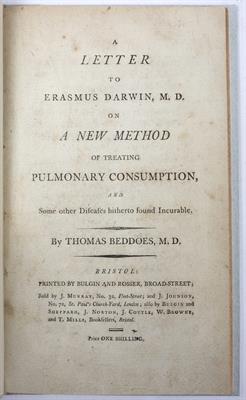 A
LETTER
TO
ERASMUS DARWIN, M. D.
ON
A NEW METHOD
OF TREATING
PULMONARY CONSUMPTION,
AND
Some other Diſeaſes hitherto found Incurable.
By THOMAS BEDDOES, M. D.
BRISTOL:
PRINTED BY BULGIN AND ROSSER, BROAD-STREET;
Sold by J. MURRAY, No. 32, Fleet-Street; and J. JOHNSON,
No. 72, St. Paul's Church-Yard, London; alſo by BULGIN and
SHEPPARD, J. NORTON, J. COTTLE, W. BROWNE,
and T. MILLS, Bookſellers, Briſtol.
Price ONE SHILLING.